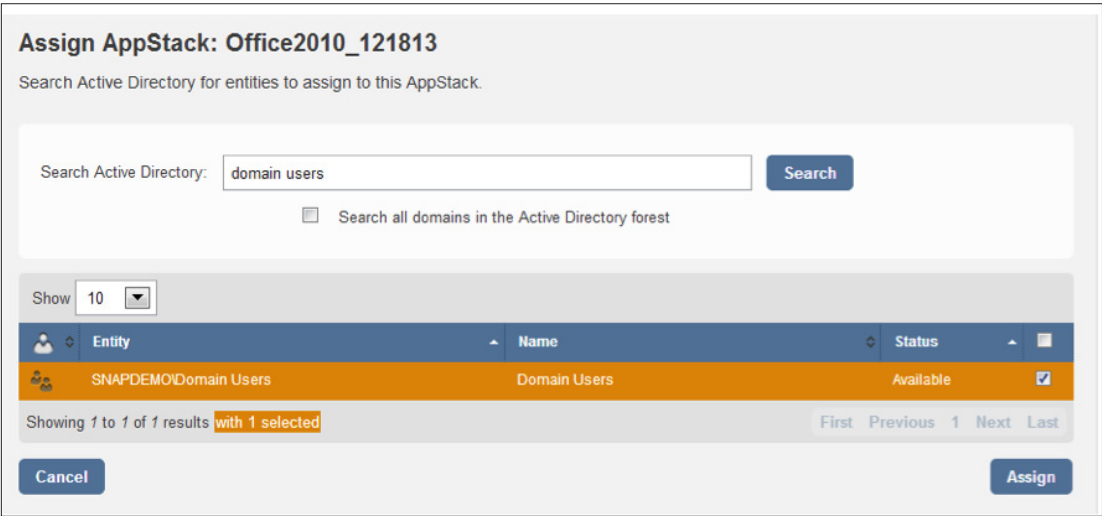 Assign AppStack: Office2010_121813
Search Active Directory for entities to assign to this AppStack.
Search Active Directory: domain users Search
Search all domains in the Active Directory forest
Show 10
Entity Name Status
SNAPDEMO\Domain Users Domain Users Available
Showing 1 to 1 of 1 results with 1 selected First Previous 1 Next Last
Cancel Assign